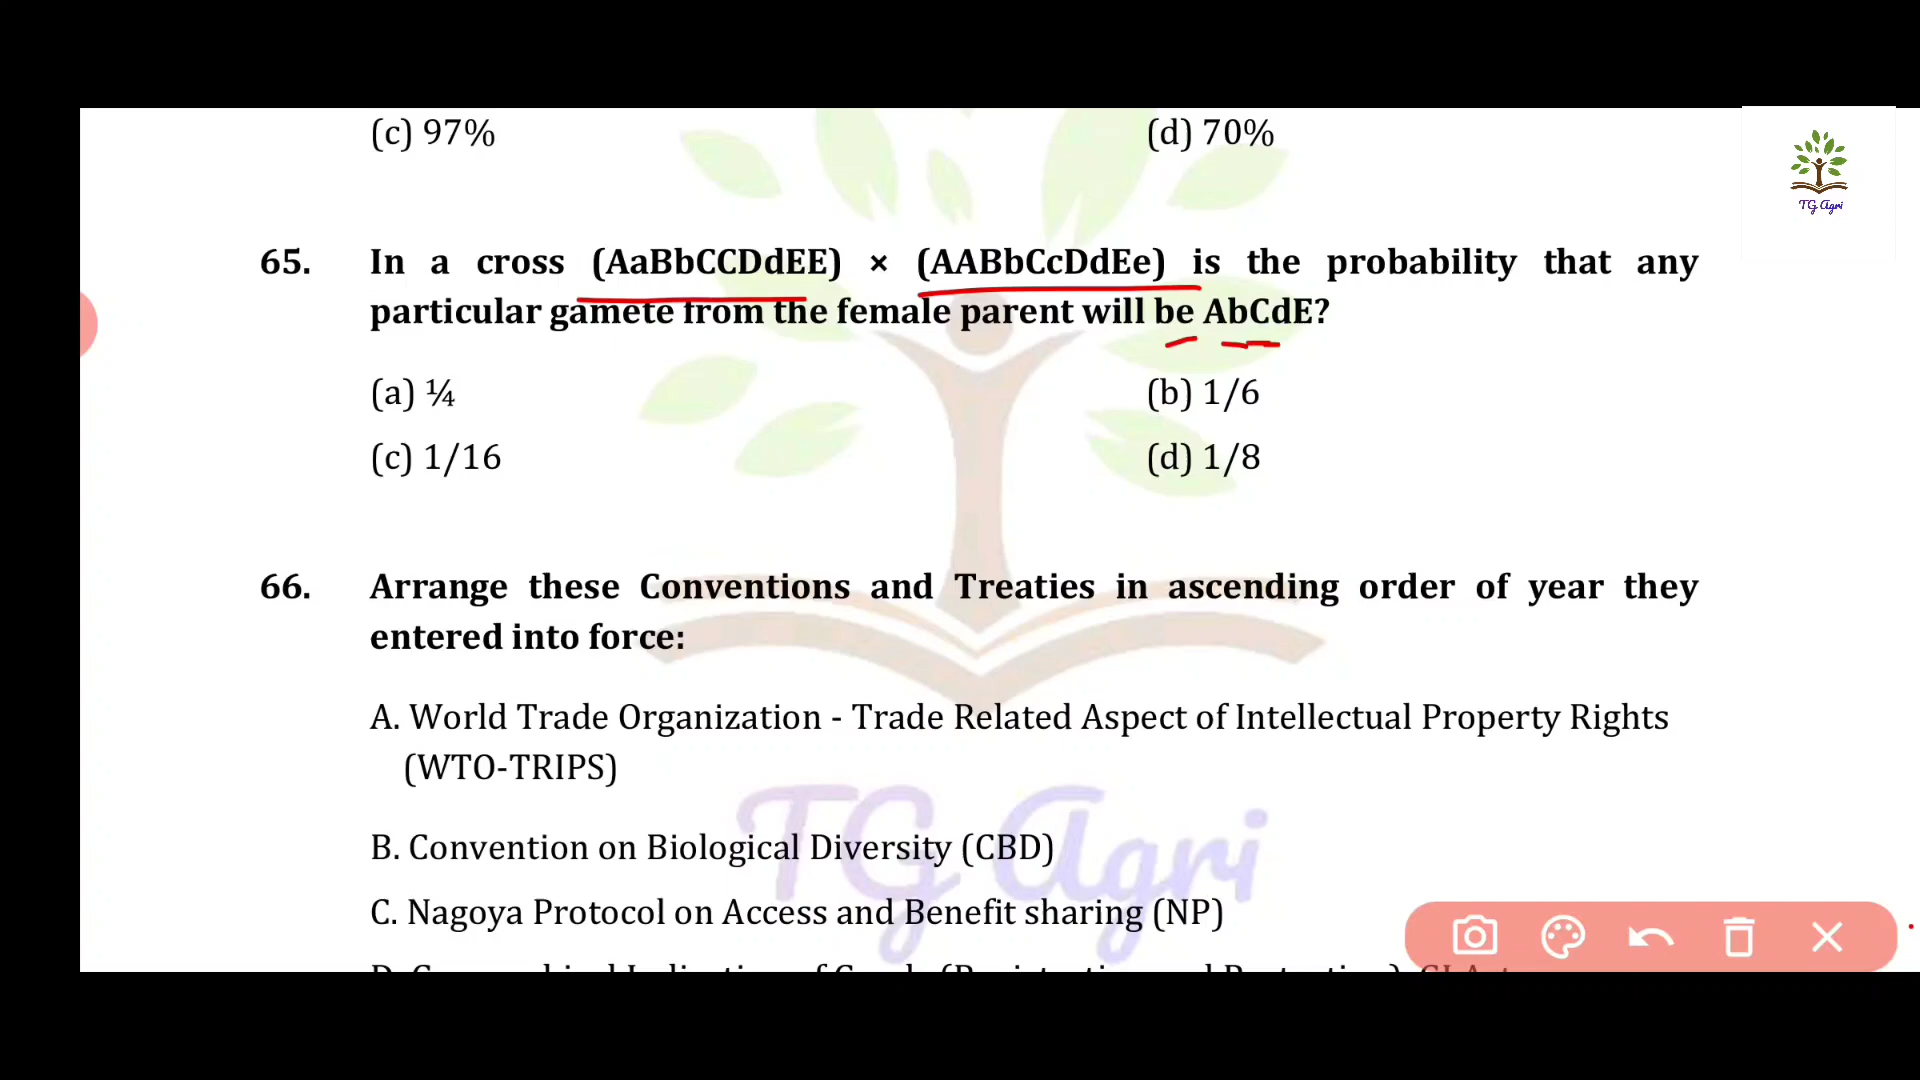 (c) 97% (d) 70%
TG Agri
65. In a cross (AaBbCCDdEE) × (AABbCcDdEe) is the probability that any
particular gamete from the female parent will be AbCdE?
(a) ¼ (b) 1/6
(c) 1/16 (d) 1/8
66. Arrange these Conventions and Treaties in ascending order of year they
entered into force:
A. World Trade Organization - Trade Related Aspect of Intellectual Property Rights
(WTO-TRIPS)
B. Convention on Biological Diversity (CBD)
C. Nagoya Protocol on Access and Benefit sharing (NP)
TG Agri